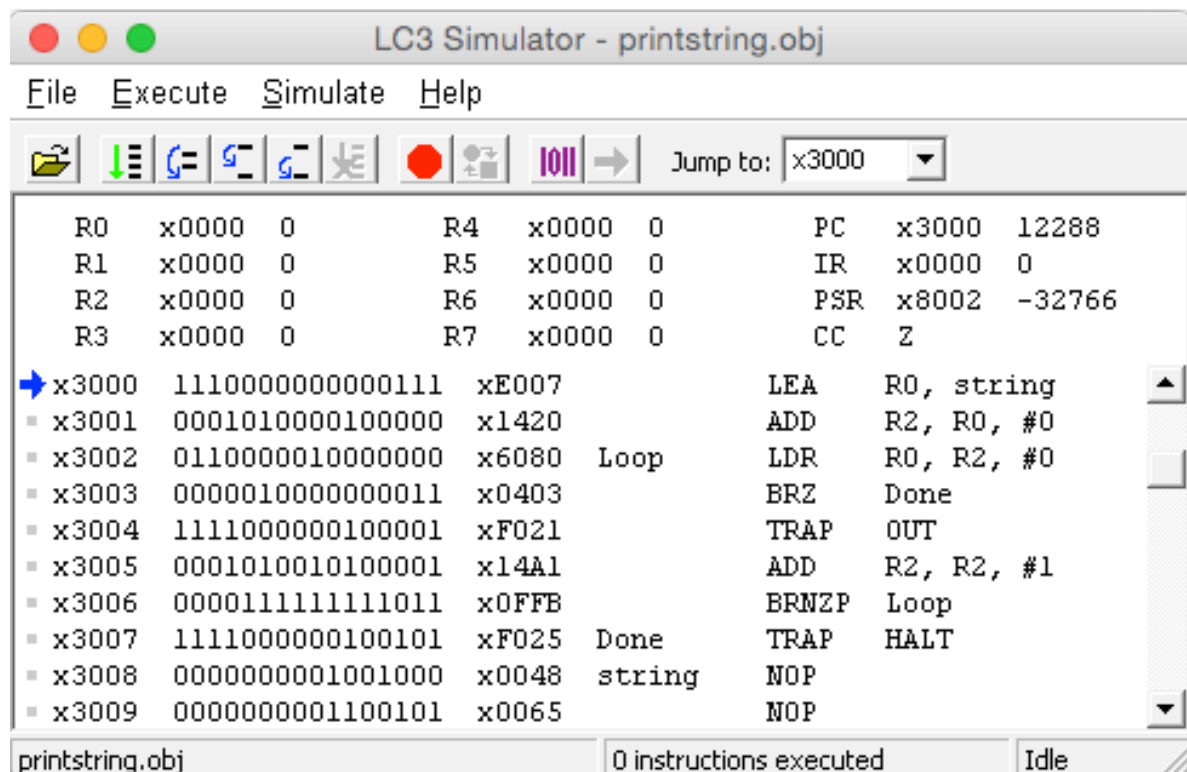 LC3 Simulator - printstring.obj
File Execute Simulate Help
Jump to: x3000
R0 x0000 0 R4 x0000 0 PC x3000 12288
R1 x0000 0 R5 x0000 0 IR x0000 0
R2 x0000 0 R6 x0000 0 PSR x8002 -32766
R3 x0000 0 R7 x0000 0 CC Z
x3000 1110000000000111 xE007 LEA R0, string
x3001 0001010000100000 x1420 ADD R2, R0, #0
x3002 0110000010000000 x6080 Loop LDR R0, R2, #0
x3003 0000010000000011 x0403 BRZ Done
x3004 1111000000100001 xF021 TRAP OUT
x3005 0001010010100001 x14A1 ADD R2, R2, #1
x3006 0000111111111011 x0FFB BRNZP Loop
x3007 1111000000100101 xF025 Done TRAP HALT
x3008 0000000001001000 x0048 string NOP
x3009 0000000001100101 x0065 NOP
printstring.obj 0 instructions executed Idle